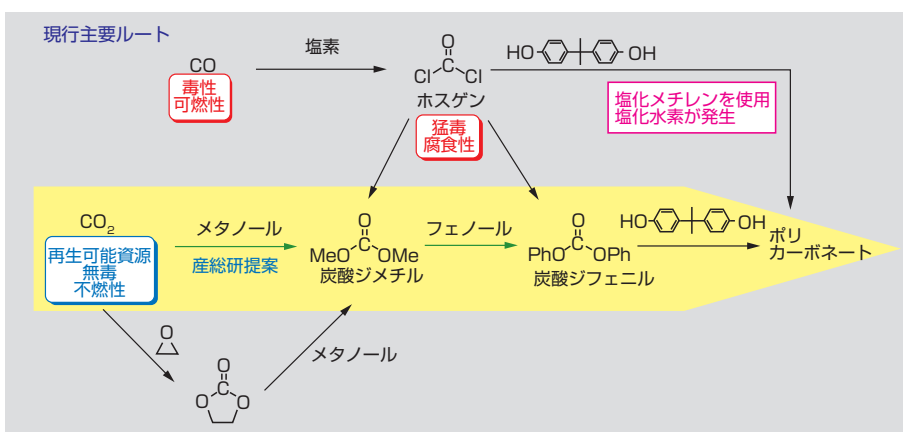 現行主要ルート
CO
毒性
可燃性
塩素
O
C
Cl Cl
ホスゲン
猛毒
腐食性
HO OH
塩化メチレンを使用
塩化水素が発生
CO₂
再生可能資源
無毒
不燃性
メタノール
産総研提案
O
C
MeO OMe
炭酸ジメチル
フェノール
O
C
PhO OPh
炭酸ジフェニル
HO OH
ポリ
カーボネート
O
O
C
O O
メタノール